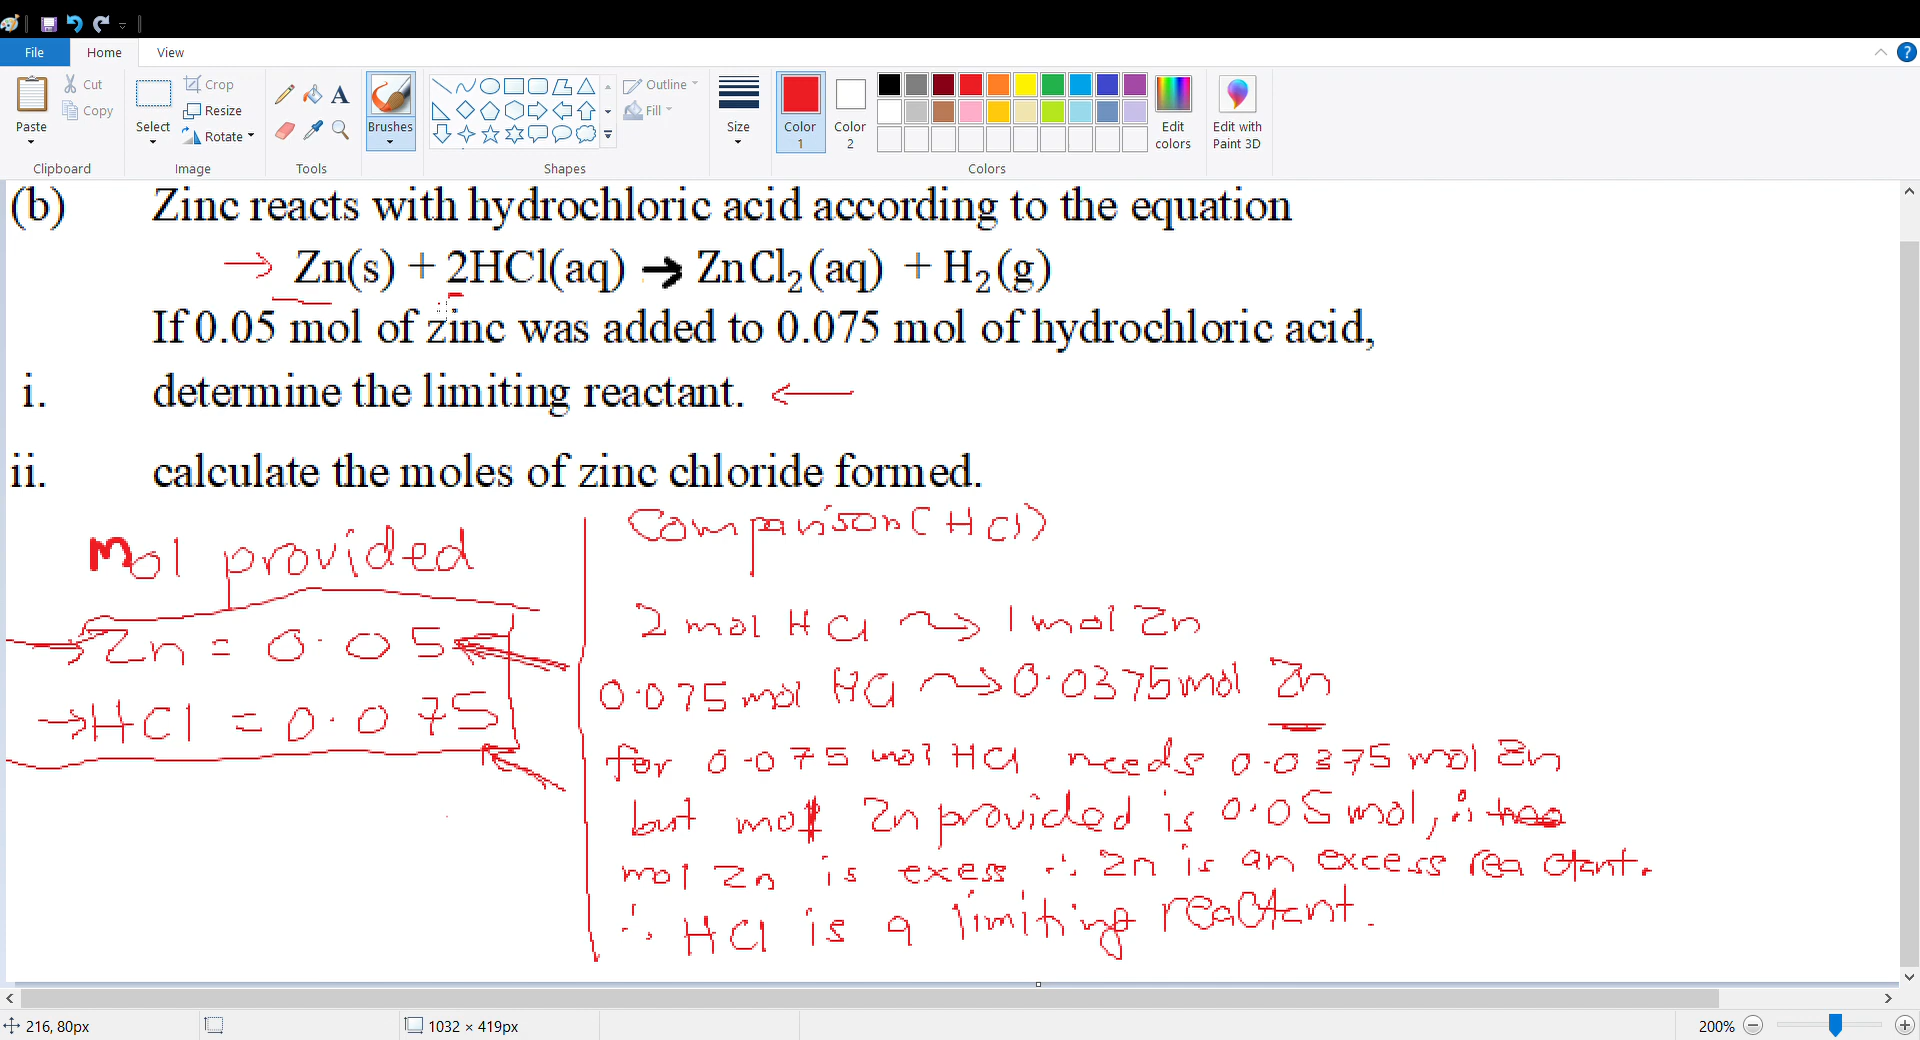 File Home View
Paste Cut Copy Clipboard
Select Crop Resize Rotate Image
A Tools
Brushes
Shapes Outline Fill
Size
Color 1 Color 2 Colors
Edit colors
Edit with Paint 3D
(b) Zinc reacts with hydrochloric acid according to the equation
→ Zn(s) + 2HCl(aq) → ZnCl₂(aq) + H₂(g)
If 0.05 mol of zinc was added to 0.075 mol of hydrochloric acid,
i. determine the limiting reactant. ←
ii. calculate the moles of zinc chloride formed.
Mol provided
→ Zn = 0.05
→ HCl = 0.075
Comparison (HCl)
2 mol HCl → 1 mol Zn
0.075 mol HCl → 0.0375 mol Zn
for 0.075 mol HCl needs 0.0375 mol Zn
but mol Zn provided is 0.05 mol, ∴
mol Zn is exess ∴ Zn is an excess reactant.
∴ HCl is a limiting reactant.
216, 80px 1032 × 419px 200%